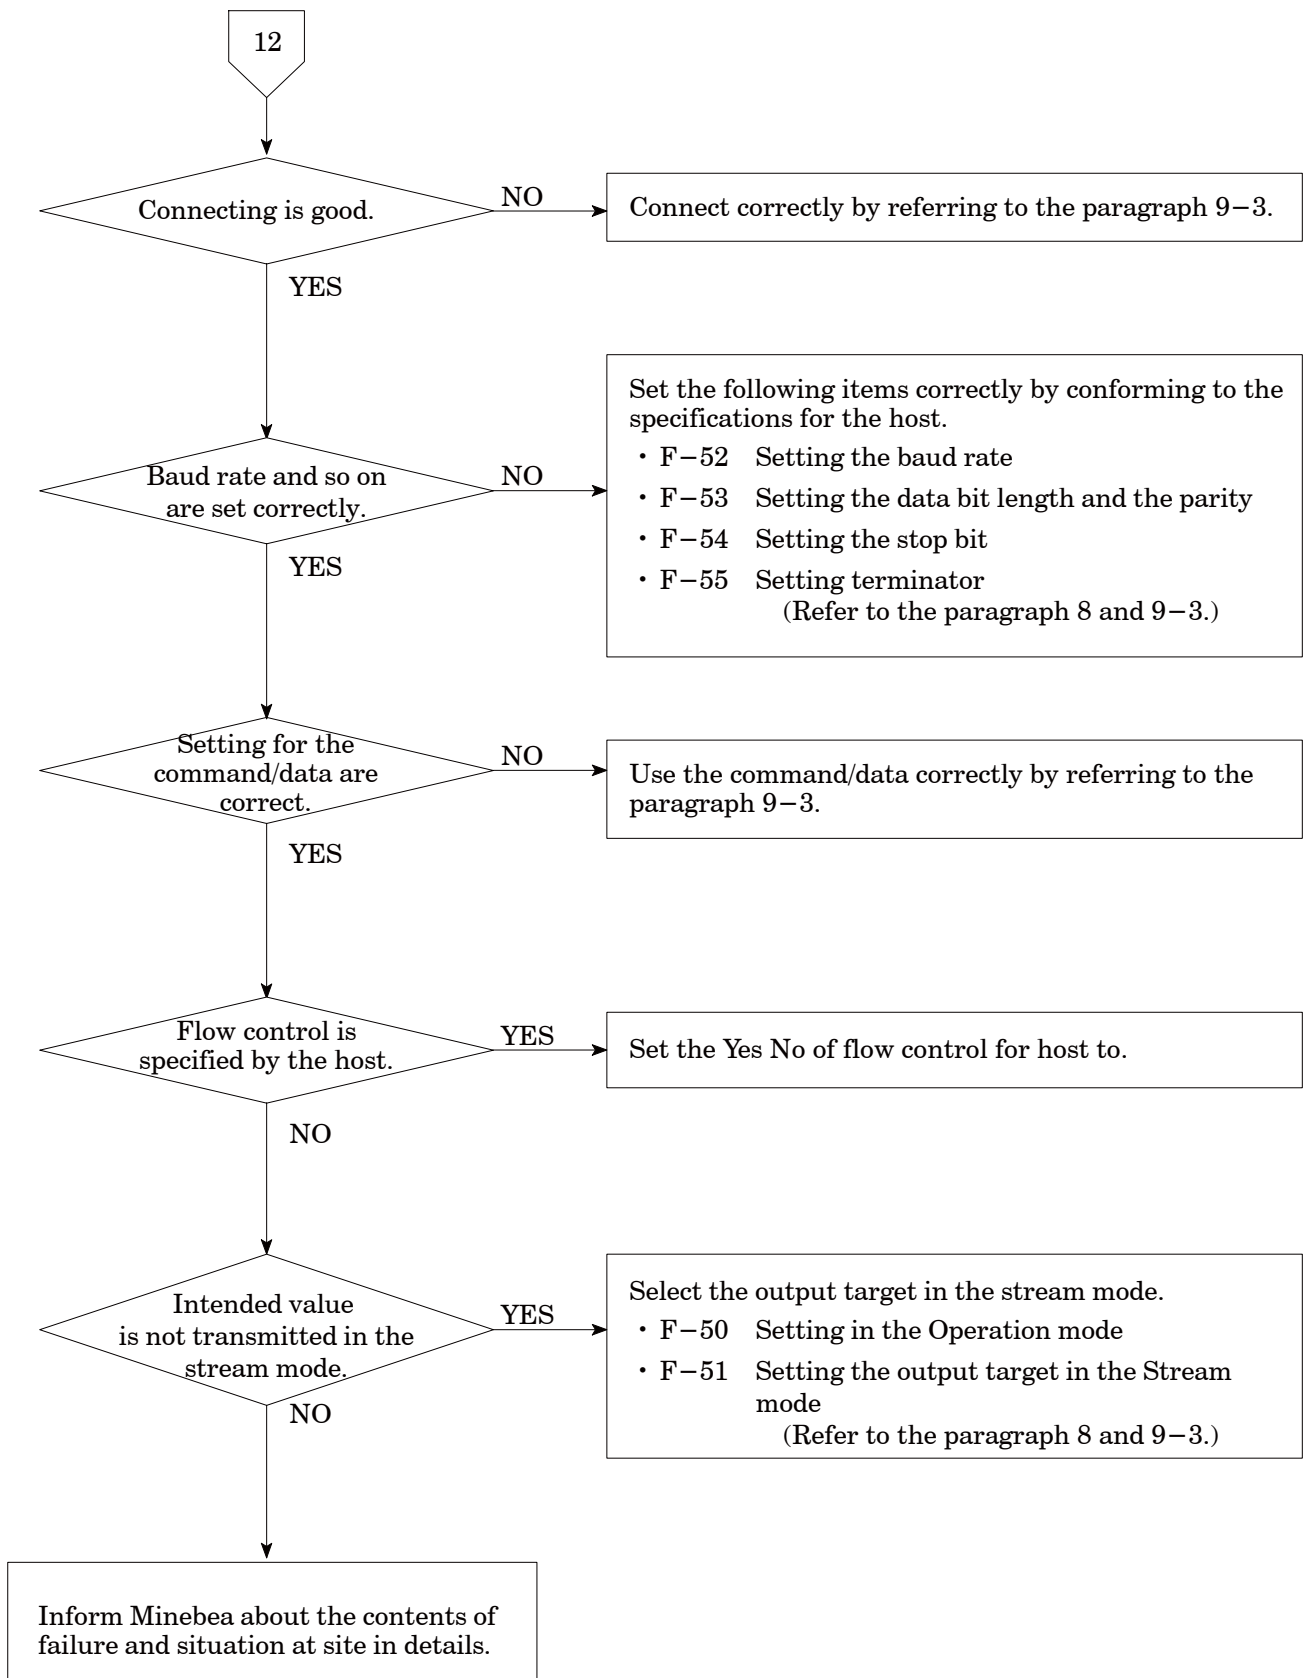 12
Connecting is good.
NO
Connect correctly by referring to the paragraph 9−3.
YES
Baud rate and so on
are set correctly.
NO
Set the following items correctly by conforming to the
specifications for the host.
・ F−52 Setting the baud rate
・ F−53 Setting the data bit length and the parity
・ F−54 Setting the stop bit
・ F−55 Setting terminator
(Refer to the paragraph 8 and 9−3.)
YES
Setting for the
command/data are
correct.
NO
Use the command/data correctly by referring to the
paragraph 9−3.
YES
Flow control is
specified by the host.
YES
Set the Yes No of flow control for host to.
NO
Intended value
is not transmitted in the
stream mode.
YES
Select the output target in the stream mode.
・ F−50 Setting in the Operation mode
・ F−51 Setting the output target in the Stream
mode
(Refer to the paragraph 8 and 9−3.)
NO
Inform Minebea about the contents of
failure and situation at site in details.